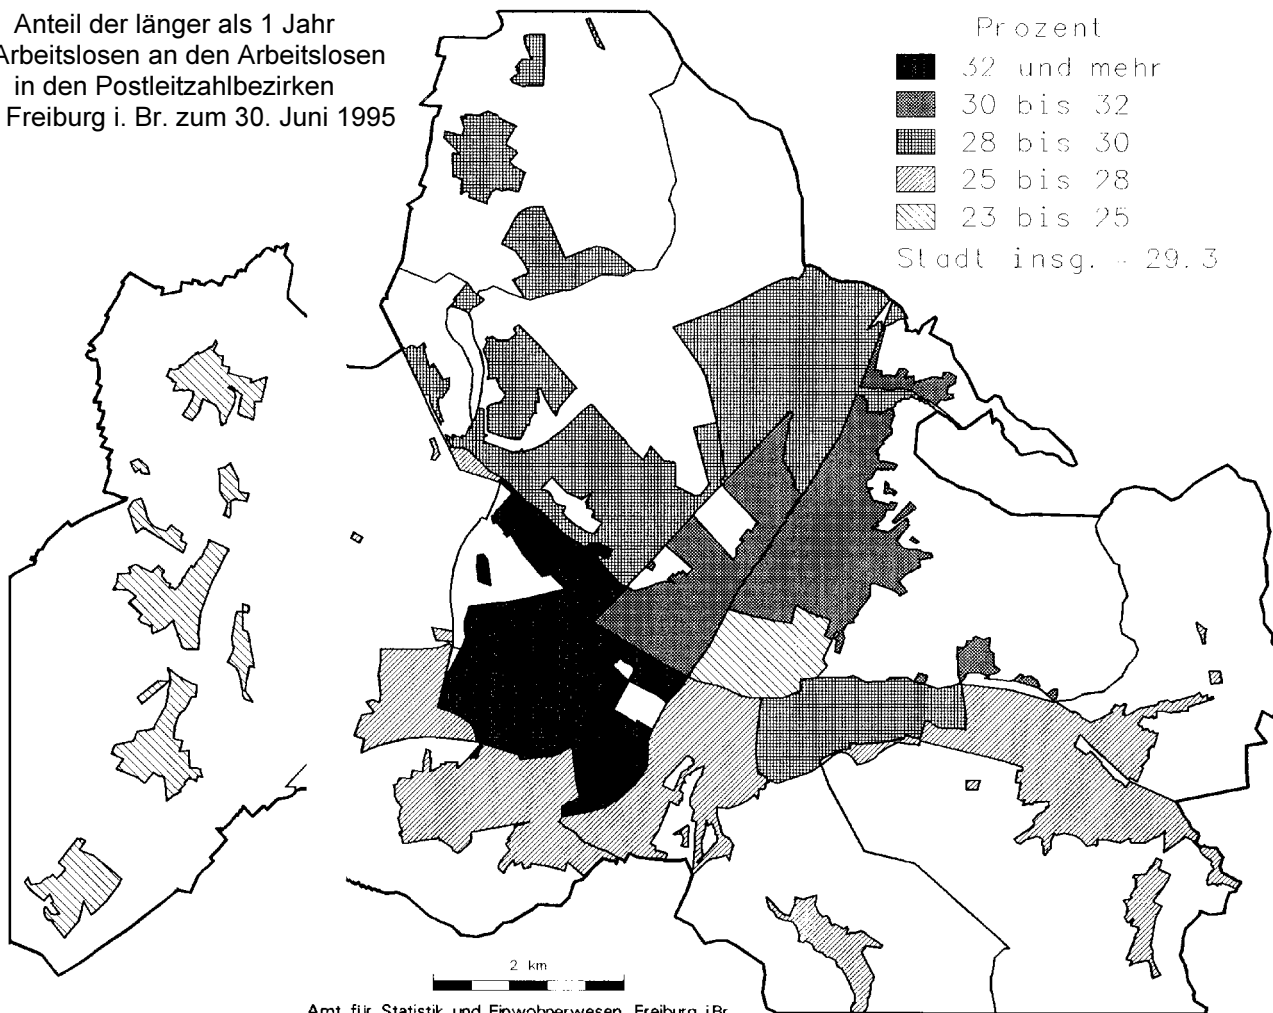 Anteil der länger als 1 Jahr
Arbeitslosen an den Arbeitslosen
in den Postleitzahlbezirken
Freiburg i. Br. zum 30. Juni 1995
Prozent
32 und mehr
30 bis 32
28 bis 30
25 bis 28
23 bis 25
Stadt insg. - 29.3
2 km
Amt für Statistik und Einwohnerwesen, Freiburg i.Br.